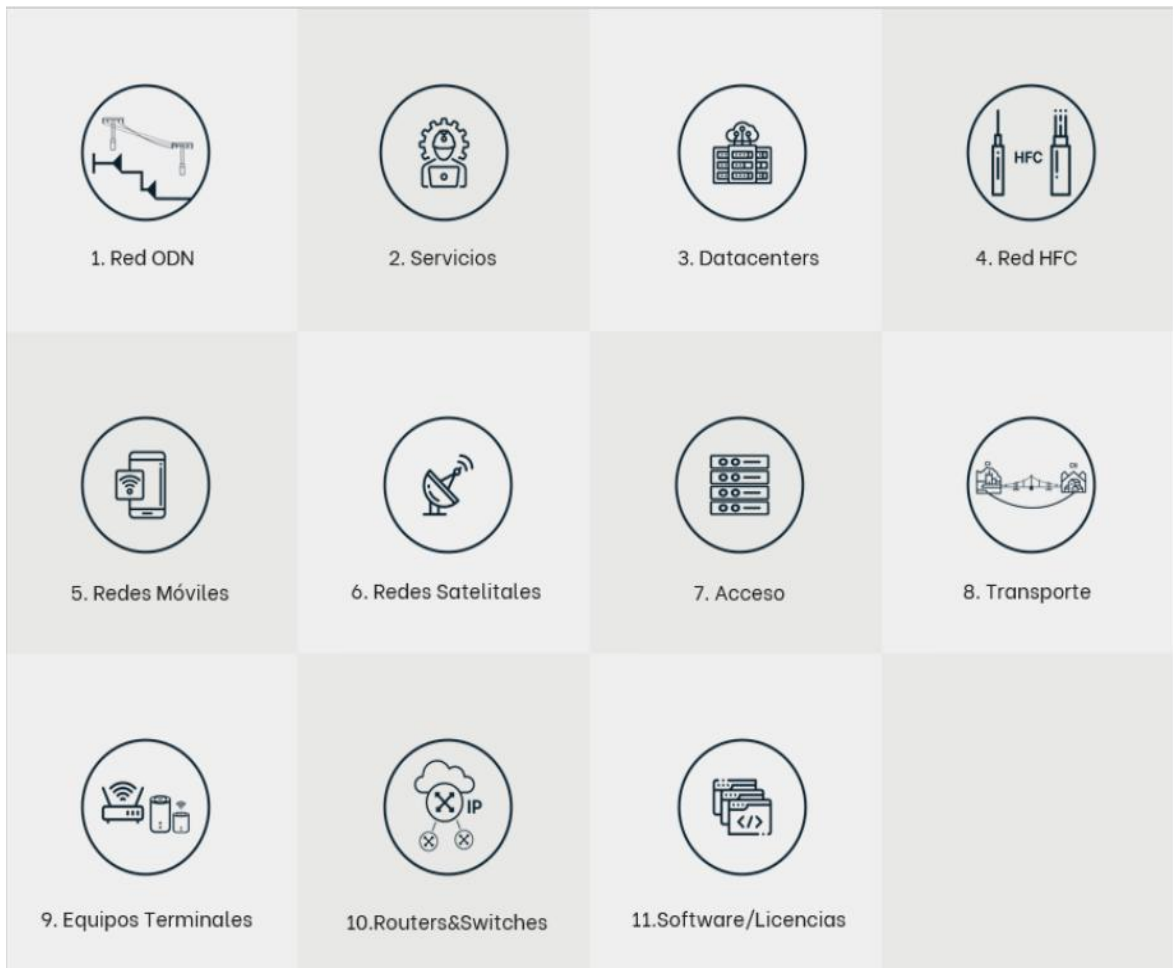 HFC
1. Red ODN
2. Servicios
3. Datacenters
4. Red HFC
5. Redes Móviles
6. Redes Satelitales
7. Acceso
8. Transporte
IP
</>
9. Equipos Terminales
10.Routers&Switches
11.Software/Licencias